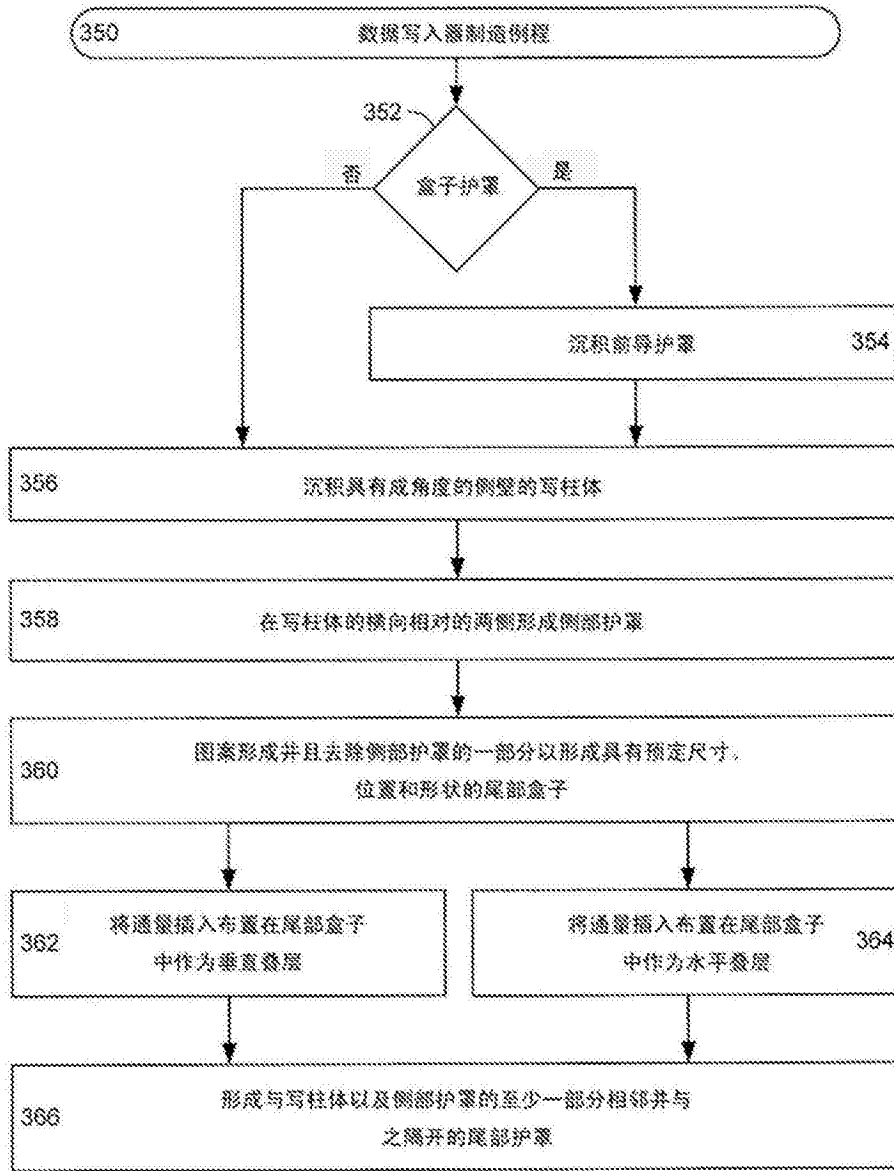 350 数据写入器制造例程
352
否
盒子护罩
是
沉积前导护罩 354
356 沉积具有成角度的侧壁的写柱体
358 在写柱体的横向相对的两侧形成侧部护罩
图案形成并且去除侧部护罩的一部分以形成具有预定尺寸、
360
位置和形状的尾部盒子
将通量插入布置在尾部盒子
362
中作为垂直叠层
将通量插入布置在尾部盒子
364
中作为水平叠层
形成与写柱体以及侧部护罩的至少一部分相邻并与
366
之隔开的尾部护罩